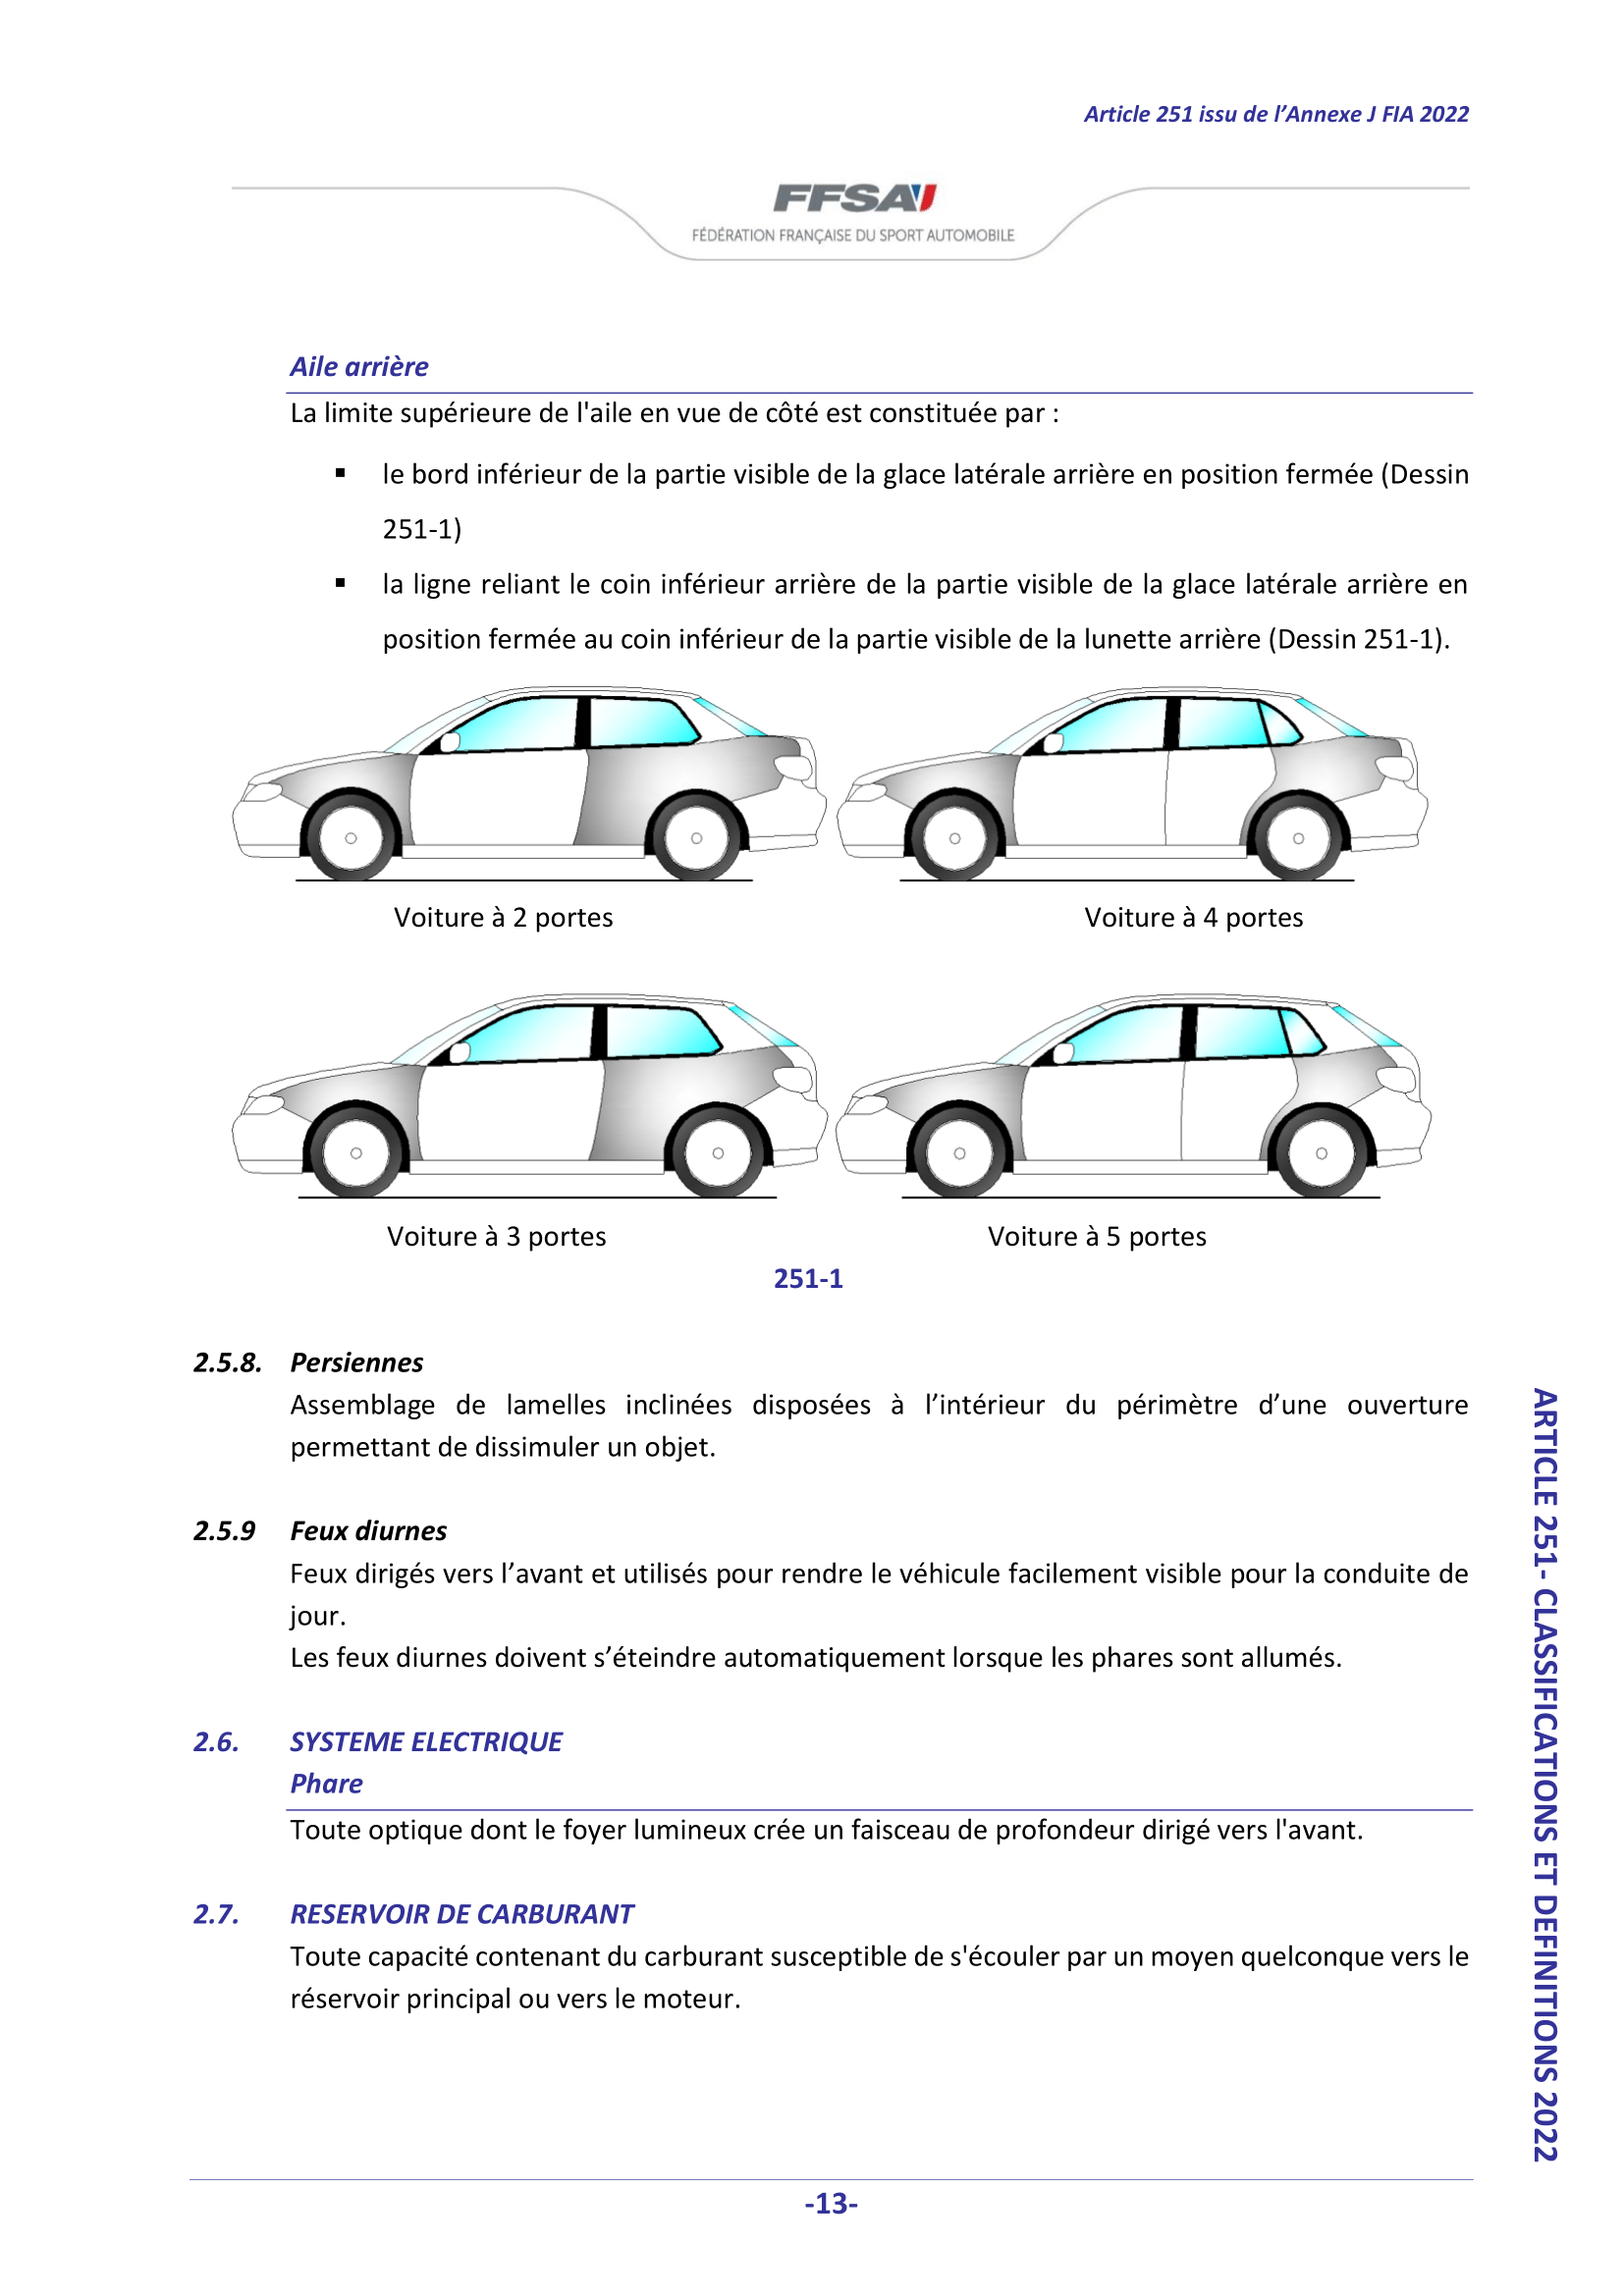 Article 251 issu de l’Annexe J FIA 2022
FFSA
FÉDÉRATION FRANÇAISE DU SPORT AUTOMOBILE
Aile arrière
La limite supérieure de l'aile en vue de côté est constituée par :
▪ le bord inférieur de la partie visible de la glace latérale arrière en position fermée (Dessin
251-1)
▪ la ligne reliant le coin inférieur arrière de la partie visible de la glace latérale arrière en
position fermée au coin inférieur de la partie visible de la lunette arrière (Dessin 251-1).
Voiture à 2 portes
Voiture à 4 portes
Voiture à 3 portes
Voiture à 5 portes
251-1
2.5.8. Persiennes
Assemblage de lamelles inclinées disposées à l’intérieur du périmètre d’une ouverture
permettant de dissimuler un objet.
2.5.9 Feux diurnes
Feux dirigés vers l’avant et utilisés pour rendre le véhicule facilement visible pour la conduite de
jour.
Les feux diurnes doivent s’éteindre automatiquement lorsque les phares sont allumés.
2.6. SYSTEME ELECTRIQUE
Phare
Toute optique dont le foyer lumineux crée un faisceau de profondeur dirigé vers l'avant.
2.7. RESERVOIR DE CARBURANT
Toute capacité contenant du carburant susceptible de s'écouler par un moyen quelconque vers le
réservoir principal ou vers le moteur.
ARTICLE 251- CLASSIFICATIONS ET DEFINITIONS 2022
-13-